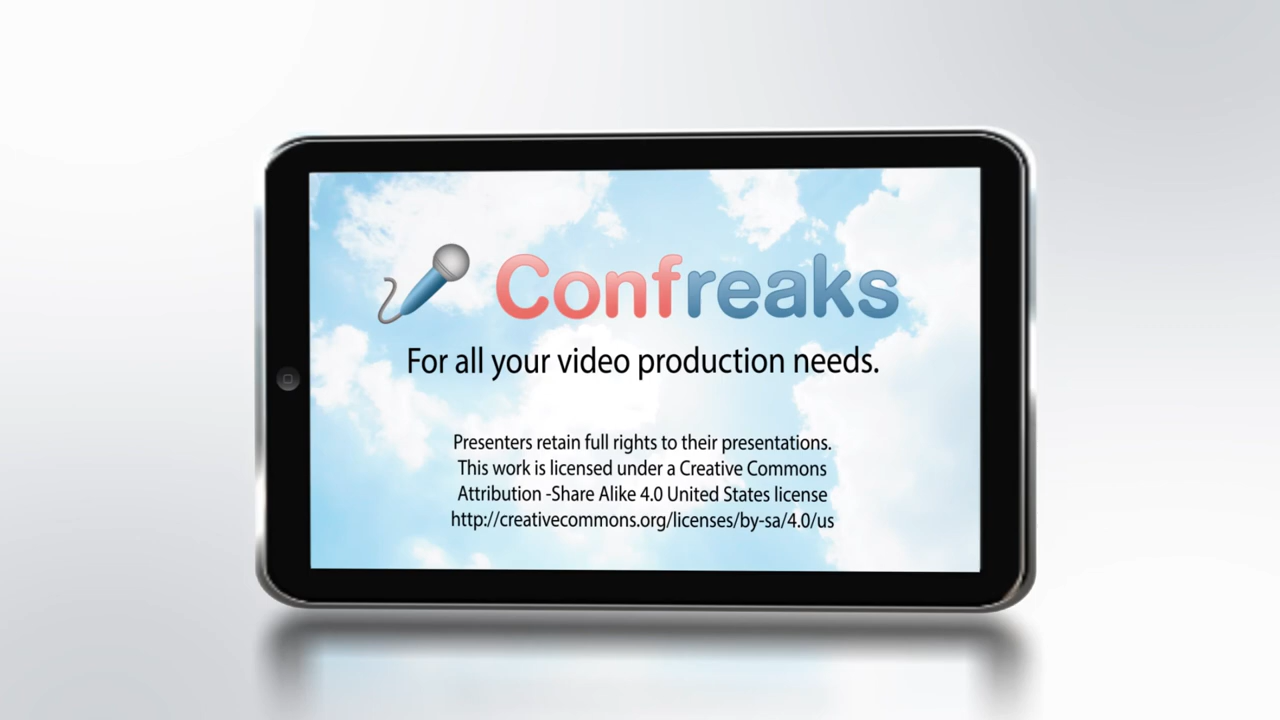 Confreaks
For all your video production needs.
Presenters retain full rights to their presentations.
This work is licensed under a Creative Commons
Attribution -Share Alike 4.0 United States license
http://creativecommons.org/licenses/by-sa/4.0/us